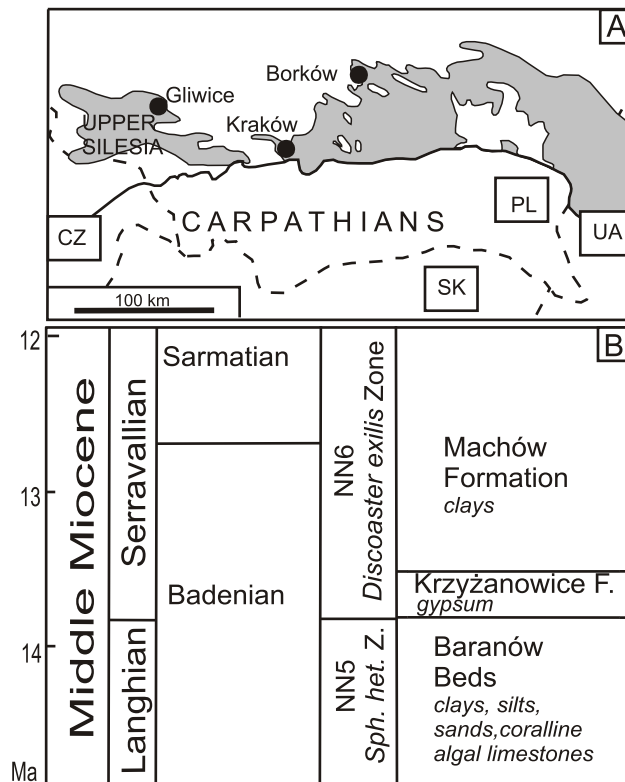 A
Borków
Gliwice
UPPER
SILESIA
Kraków
CARPATHIANS
PL
CZ
UA
SK
100 km
B
12
13
14
Ma
Middle Miocene
Serravallian
Langhian
Sarmatian
Badenian
NN6
Discoaster exilis Zone
NN5
Sph. het. Z.
Machów
Formation
clays
Krzyżanowice F.
gypsum
Baranów
Beds
clays, silts,
sands,coralline
algal limestones